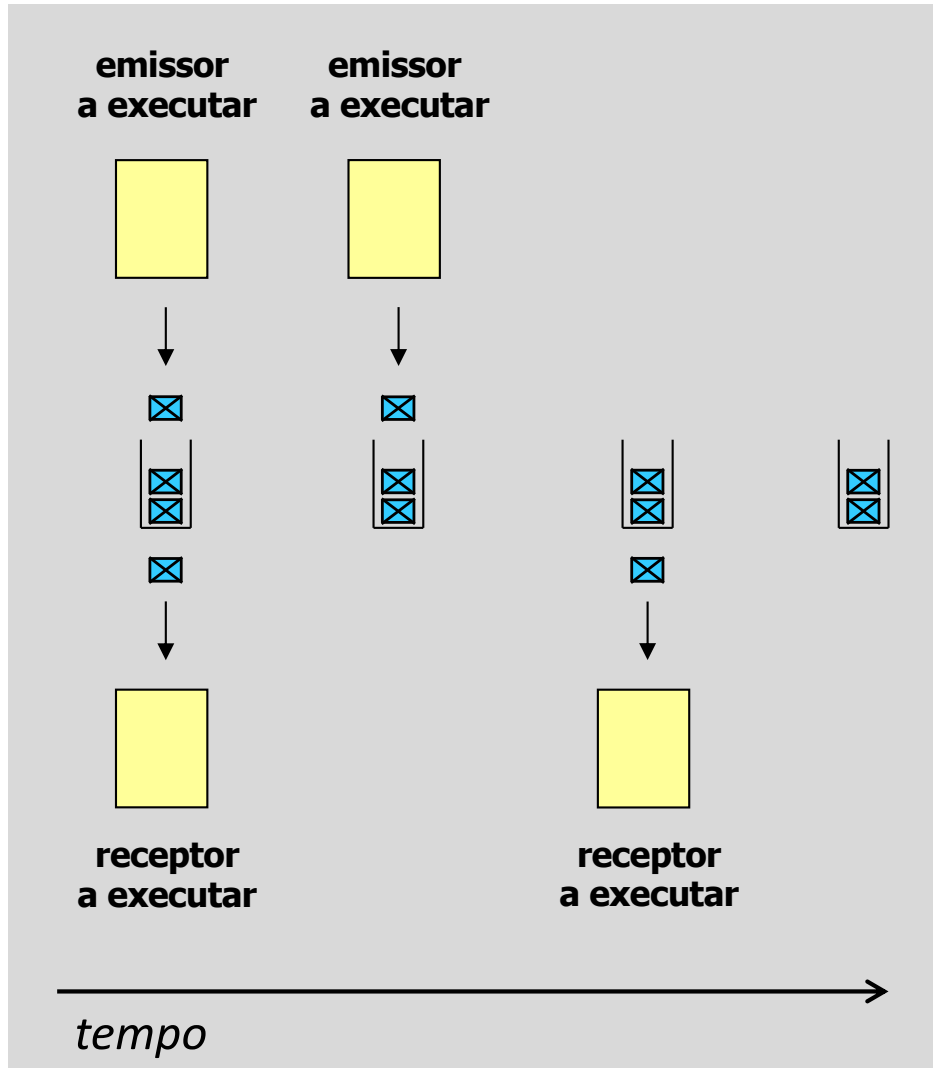 emissor
a executar
emissor
a executar
receptor
a executar
receptor
a executar
tempo